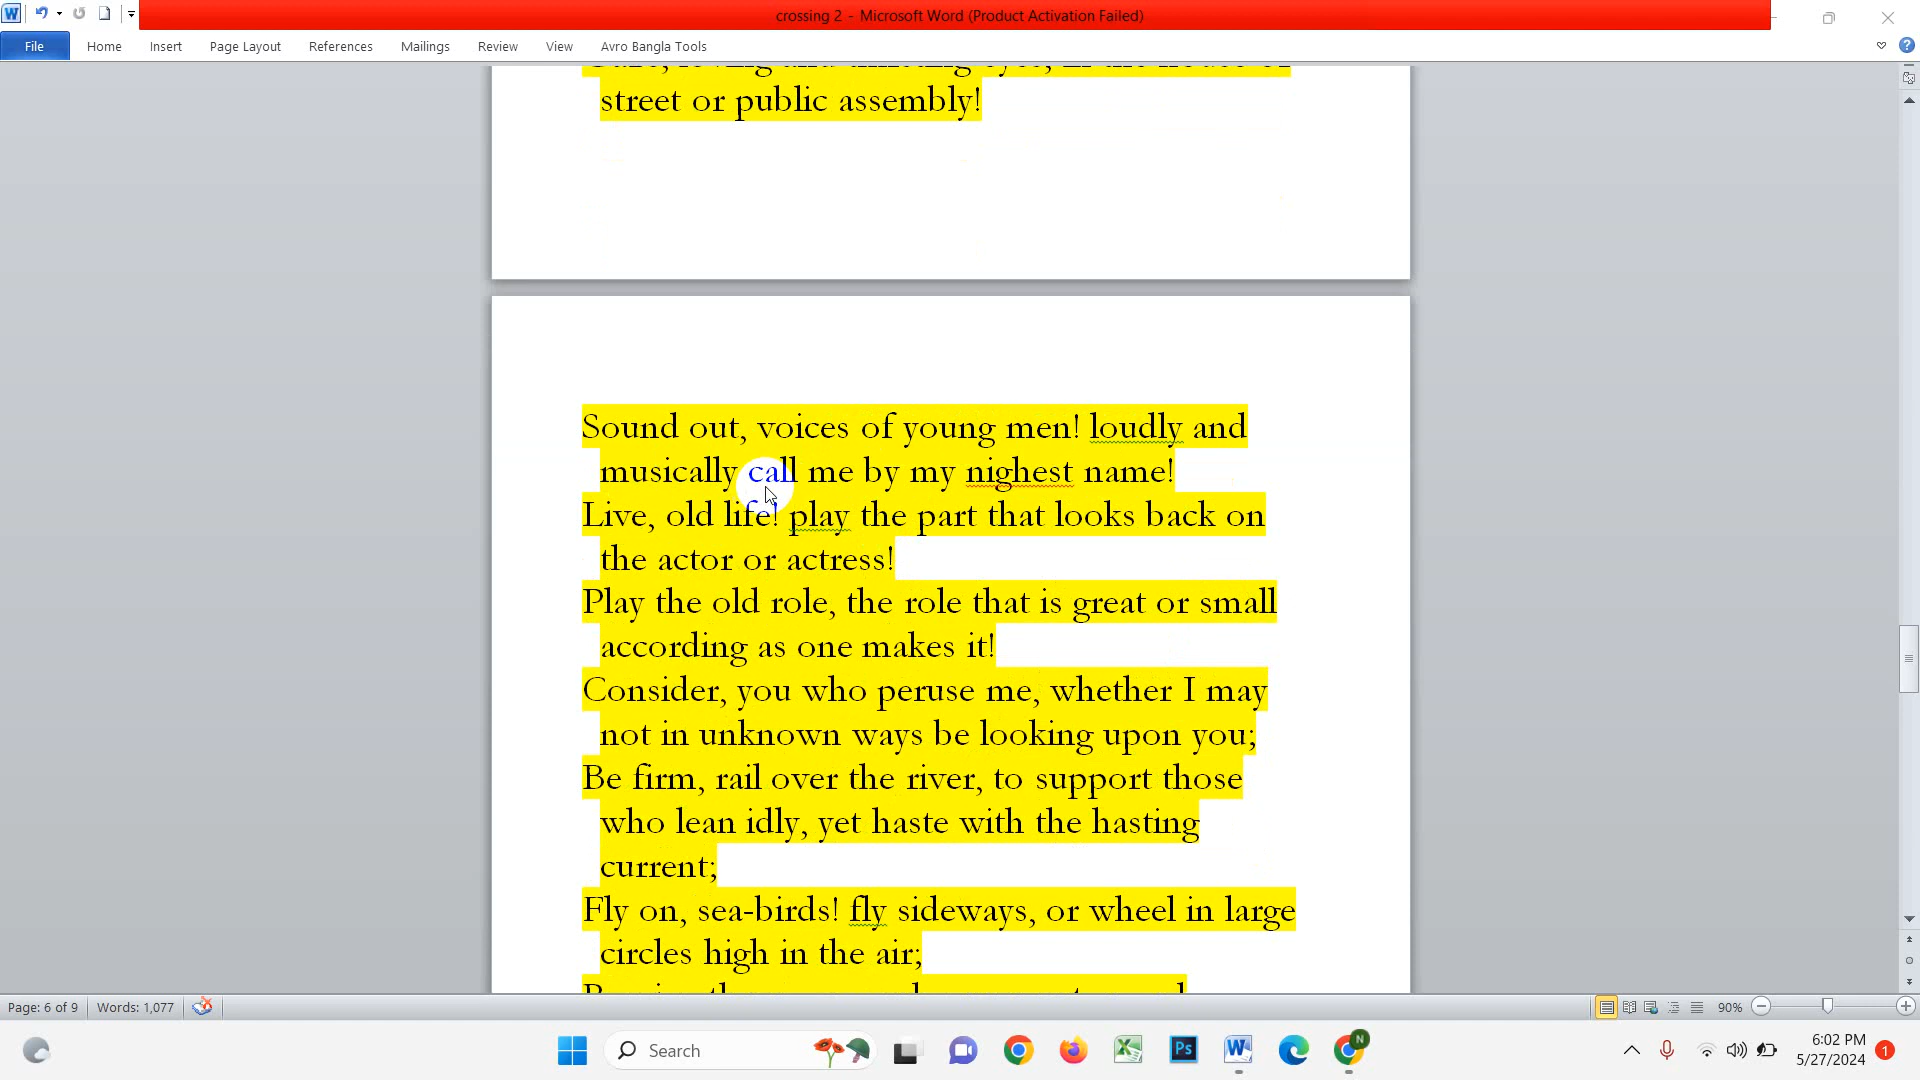 crossing 2 - Microsoft Word (Product Activation Failed)
File Home Insert Page Layout References Mailings Review View Avro Bangla Tools
street or public assembly!
Sound out, voices of young men! loudly and
musically call me by my nighest name!
Live, old life! play the part that looks back on
the actor or actress!
Play the old role, the role that is great or small
according as one makes it!
Consider, you who peruse me, whether I may
not in unknown ways be looking upon you;
Be firm, rail over the river, to support those
who lean idly, yet haste with the hasting
current;
Fly on, sea-birds! fly sideways, or wheel in large
circles high in the air;
Page: 6 of 9 Words: 1,077 90%
Search 6:02 PM
5/27/2024 1